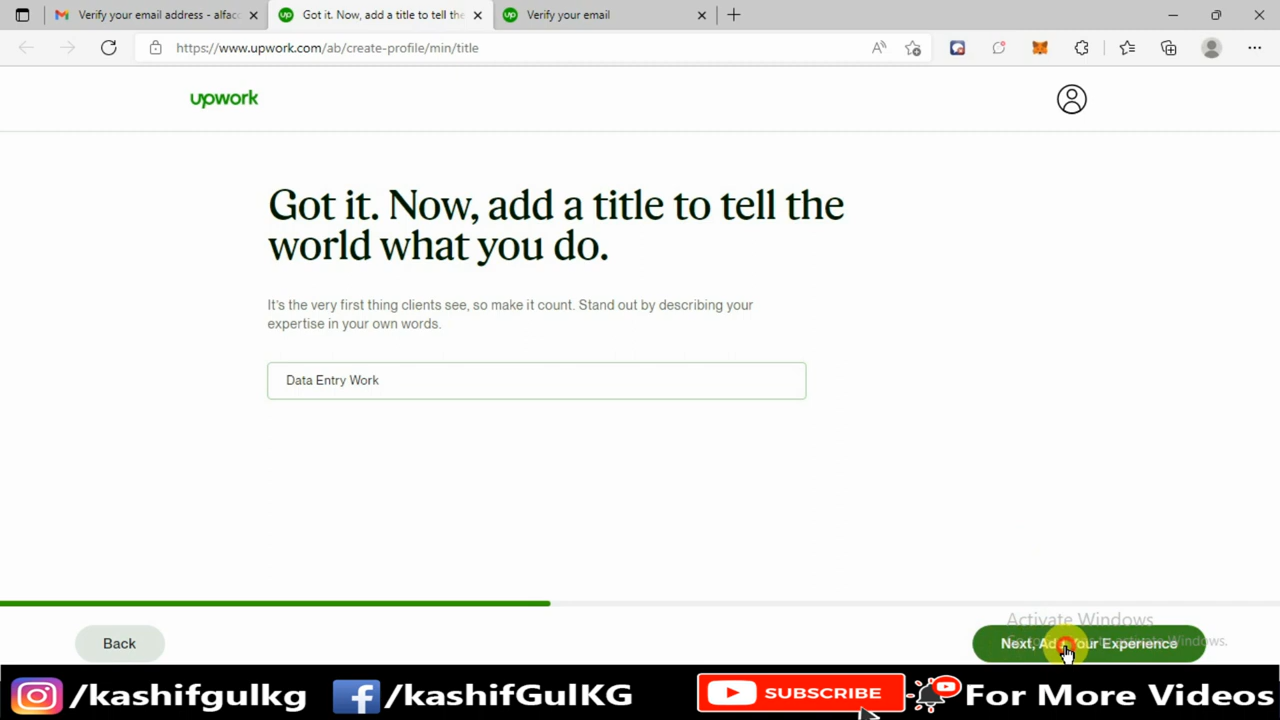 Verify your email address - alfacc
Got it. Now, add a title to tell the
up
Verify your email
https://www.upwork.com/ab/create-profile/min/title
upwork
Got it. Now, add a title to tell the
world what you do.
It's the very first thing clients see, so make it count. Stand out by describing your
expertise in your own words.
Data Entry Work
Activate Windows
Back
Next, Add Your Experience
/kashifgulkg
/kashifGulKG
SUBSCRIBE
For More Videos